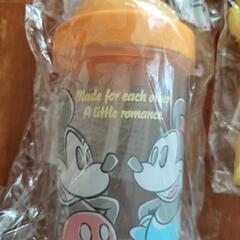 Made for each other.
A little romance.